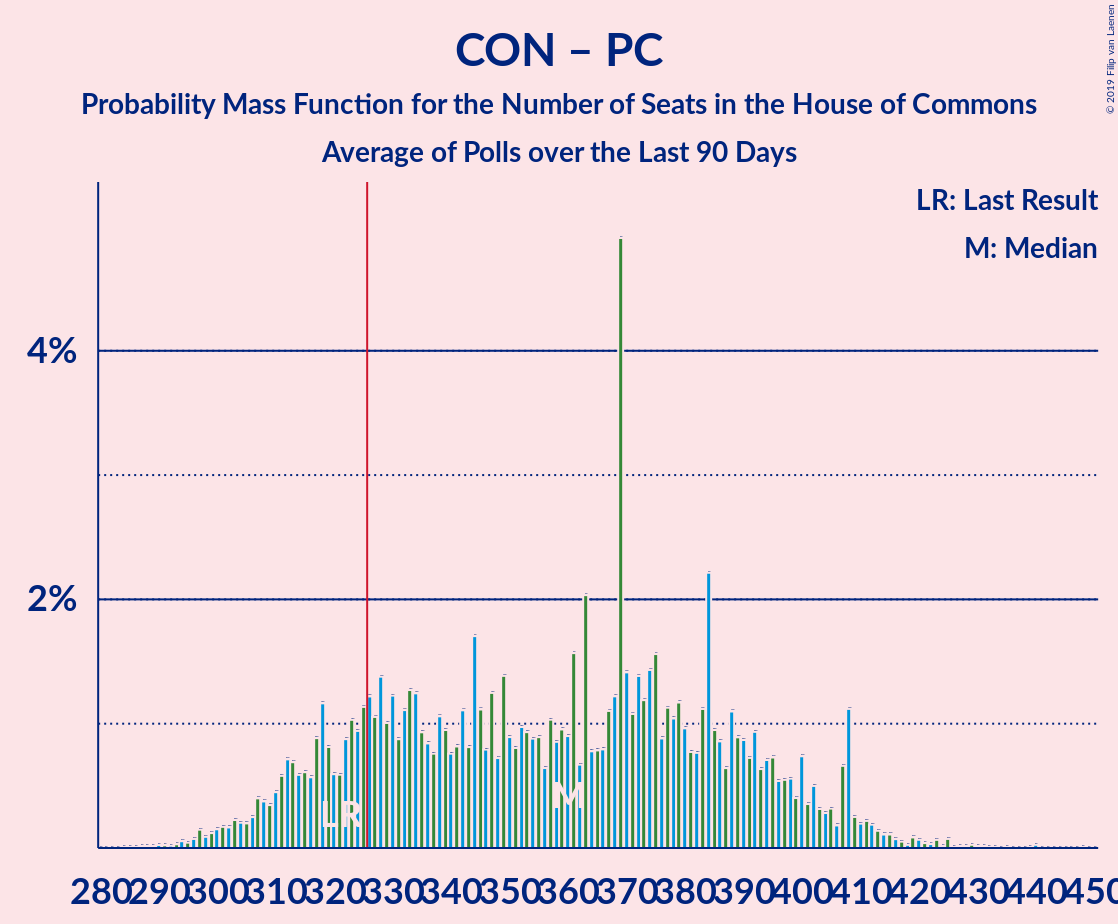 CON – PC
Probability Mass Function for the Number of Seats in the House of Commons
Average of Polls over the Last 90 Days
© 2019 Filip van Laenen
LR: Last Result
M: Median
4%
2%
LR
M
280 290 300 310 320 330 340 350 360 370 380 390 400 410 420 430 440 450